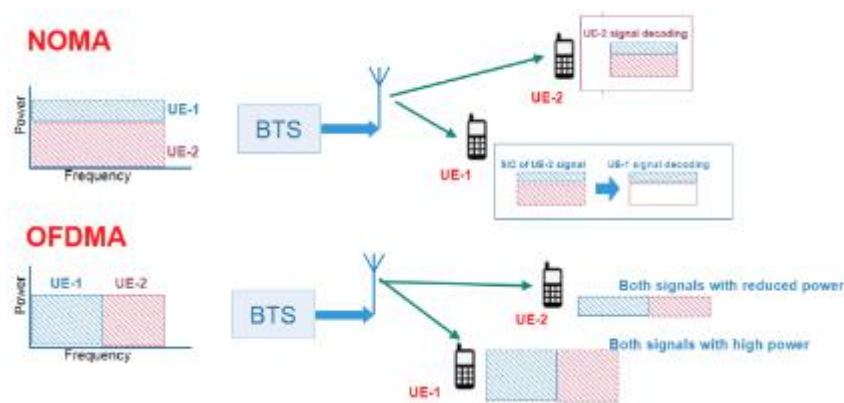 NOMA
Power
UE-1
UE-2
Frequency
BTS
UE-2
UE-2 signal decoding
UE-1
SIC of UE-2 signal
UE-1 signal decoding
OFDMA
Power
UE-1
UE-2
Frequency
BTS
UE-2
Both signals with reduced power
UE-1
Both signals with high power